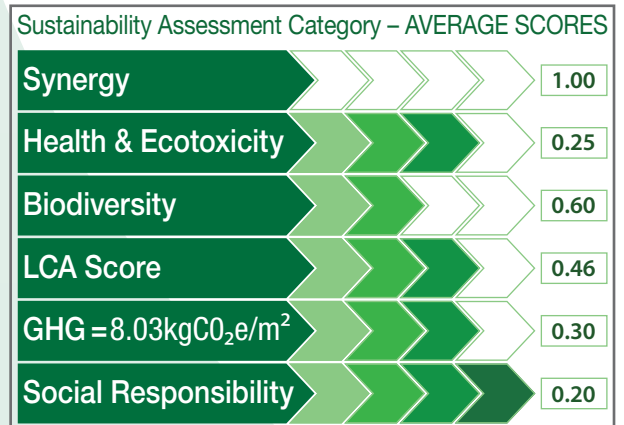 Sustainability Assessment Category – AVERAGE SCORES
Synergy 1.00
Health & Ecotoxicity 0.25
Biodiversity 0.60
LCA Score 0.46
GHG = 8.03kgC0₂e/m² 0.30
Social Responsibility 0.20